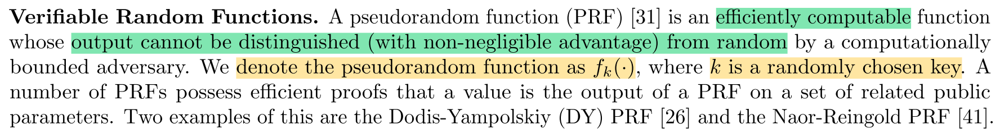 Verifiable Random Functions. A pseudorandom function (PRF) [31] is an efficiently computable function
whose output cannot be distinguished (with non-negligible advantage) from random by a computationally
bounded adversary. We denote the pseudorandom function as fₖ(·), where k is a randomly chosen key. A
number of PRFs possess efficient proofs that a value is the output of a PRF on a set of related public
parameters. Two examples of this are the Dodis-Yampolskiy (DY) PRF [26] and the Naor-Reingold PRF [41].